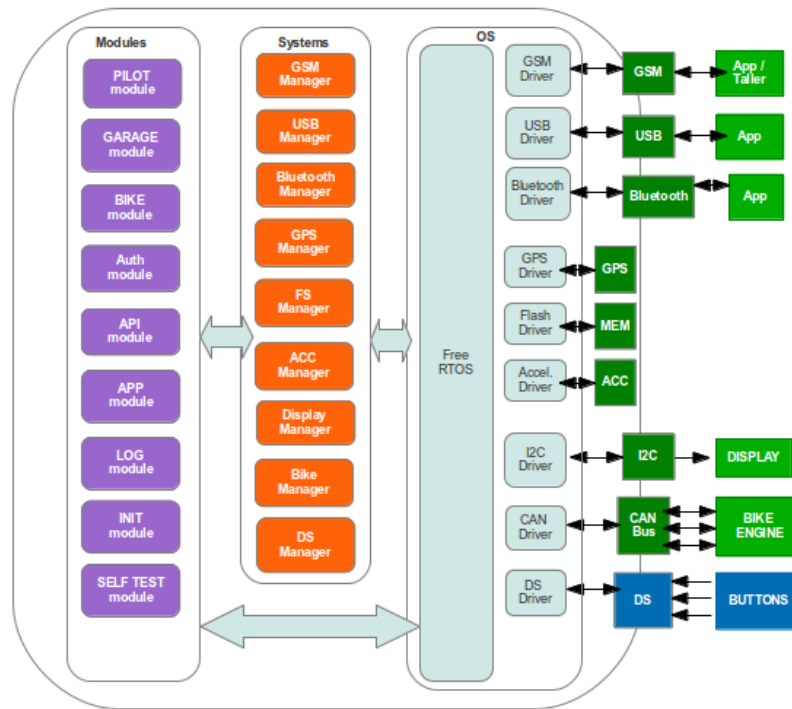 Modules
PILOT
module
GARAGE
module
BIKE
module
Auth
module
API
module
APP
module
LOG
module
INIT
module
SELF TEST
module
Systems
GSM
Manager
USB
Manager
Bluetooth
Manager
GPS
Manager
FS
Manager
ACC
Manager
Display
Manager
Bike
Manager
DS
Manager
OS
Free
RTOS
GSM
Driver
USB
Driver
Bluetooth
Driver
GPS
Driver
Flash
Driver
Accel.
Driver
I2C
Driver
CAN
Driver
DS
Driver
GSM
USB
Bluetooth
GPS
MEM
ACC
I2C
CAN
Bus
DS
App /
Taller
App
App
DISPLAY
BIKE
ENGINE
BUTTONS